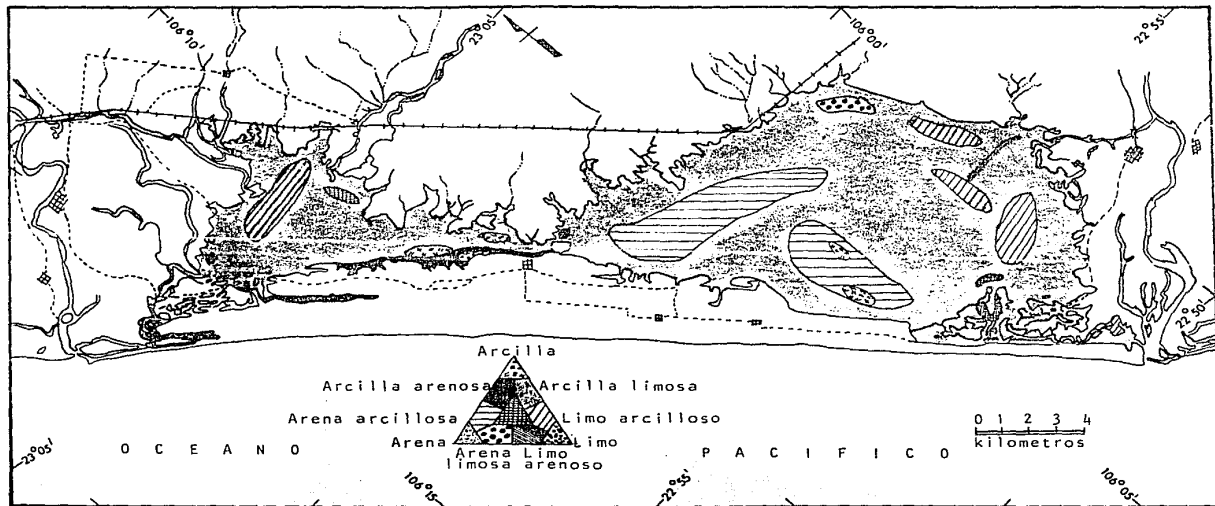 106°10'
23°05'
106°00'
22°55'
22°50'
Arcilla
Arcilla arenosa Arcilla limosa
Arena arcillosa Limo arcilloso
Arena Limo
Arena Limo
limosa arenoso
0 1 2 3 4
kilometros
OCEANO PACIFICO
23°05'
106°15'
22°55'
106°05'